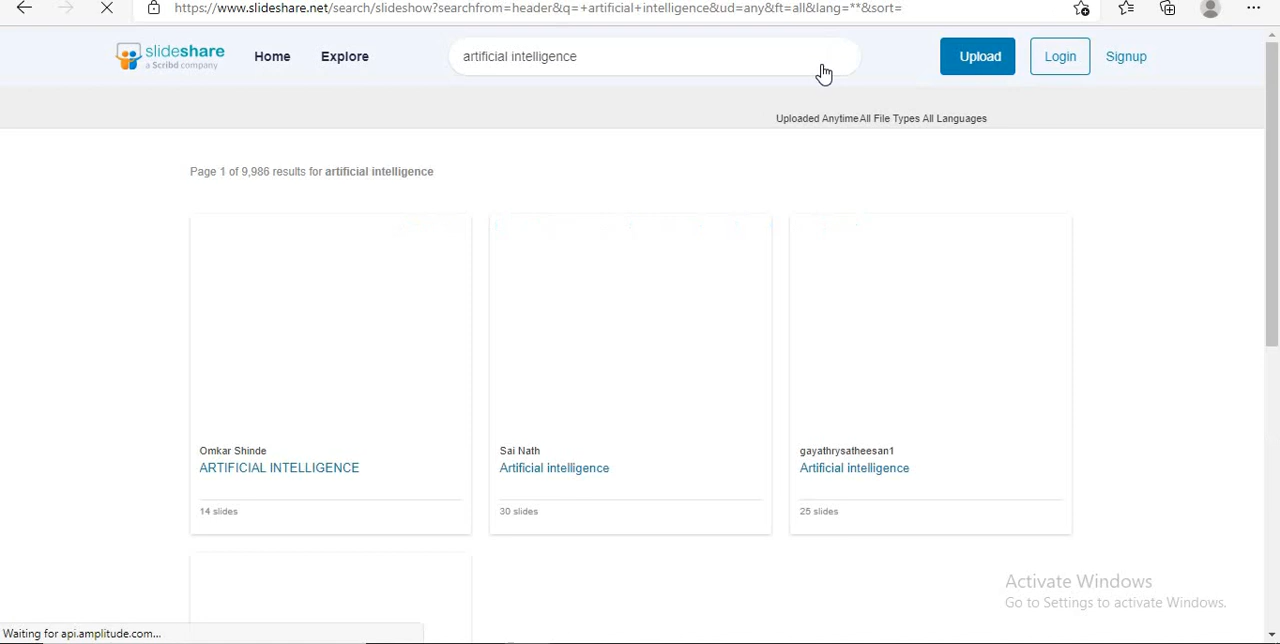 https://www.slideshare.net/search/slideshow?searchfrom=header&q=+artificial+intelligence&ud=any&ft=all&lang=**&sort=
slideshare
a Scribd company
Home
Explore
artificial intelligence
Upload
Login
Signup
Uploaded Anytime All File Types All Languages
Page 1 of 9,986 results for artificial intelligence
Omkar Shinde
ARTIFICIAL INTELLIGENCE
14 slides
Sai Nath
Artificial intelligence
30 slides
gayathrysatheesan1
Artificial intelligence
25 slides
Activate Windows
Go to Settings to activate Windows.
Waiting for api.amplitude.com...